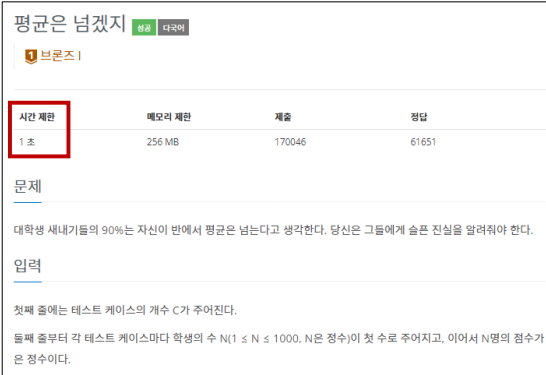 평균은 넘겠지 성공 다국어
1 브론즈 I
시간 제한 메모리 제한 제출 정답
1 초 256 MB 170046 61651
문제
대학생 새내기들의 90%는 자신이 반에서 평균은 넘는다고 생각한다. 당신은 그들에게 슬픈 진실을 알려줘야 한다.
입력
첫째 줄에는 테스트 케이스의 개수 C가 주어진다.
둘째 줄부터 각 테스트 케이스마다 학생의 수 N(1 ≤ N ≤ 1000, N은 정수)이 첫 수로 주어지고, 이어서 N명의 점수가
은 정수이다.